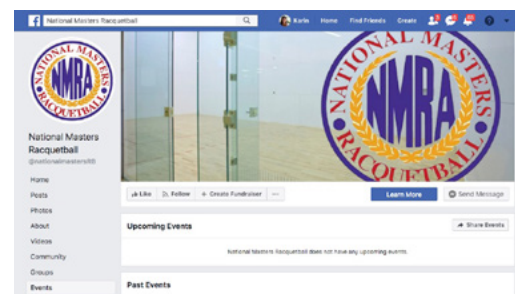 National Masters Racquetball
Karin Home Find Friends Create
NATIONAL MASTERS
NMRA
RACQUETBALL
NATIONAL MASTERS
NMRA
RACQUETBALL
National Masters
Racquetball
@nationalmastersRB
Home
Posts
Photos
About
Videos
Community
Groups
Events
Like Follow + Create Fundraiser ...
Learn More
Send Message
Upcoming Events
Share Events
National Masters Racquetball does not have any upcoming events.
Past Events